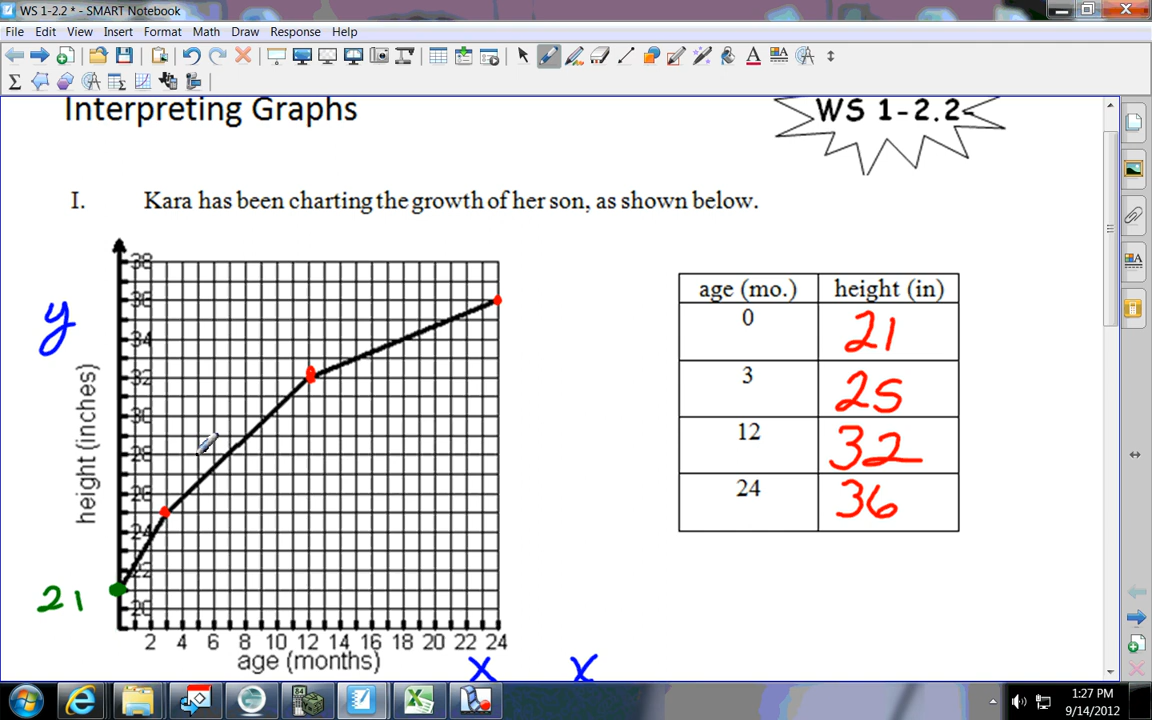 WS 1-2.2 * - SMART Notebook
File Edit View Insert Format Math Draw Response Help
Interpreting Graphs
WS 1-2.2-
I. Kara has been charting the growth of her son, as shown below.
y
height (inches)
38
36
34
32
30
28
26
24
22
20
21
2 4 6 8 10 12 14 16 18 20 22 24
age (months)
x x
age (mo.) height (in)
0 21
3 25
12 32
24 36
1:27 PM
9/14/2012